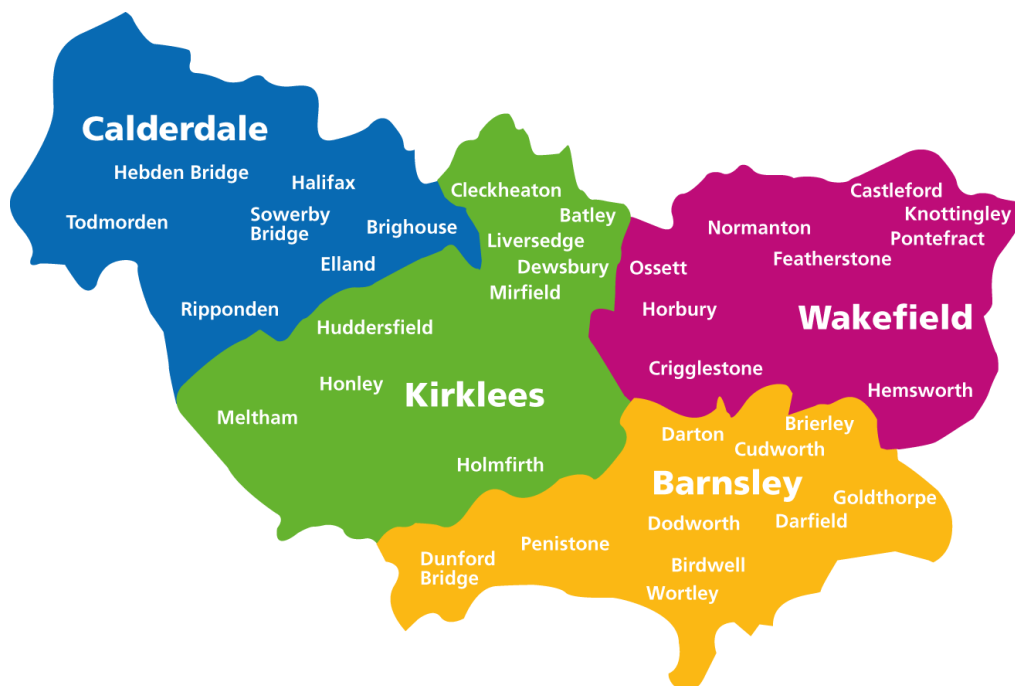 Calderdale
Hebden Bridge
Halifax
Todmorden
Sowerby
Bridge
Brighouse
Elland
Ripponden
Cleckheaton
Batley
Liversedge
Dewsbury
Mirfield
Huddersfield
Honley
Kirklees
Meltham
Holmfirth
Castleford
Knottingley
Normanton
Pontefract
Featherstone
Ossett
Horbury
Wakefield
Crigglestone
Hemsworth
Brierley
Darton
Cudworth
Barnsley
Goldthorpe
Dodworth
Darfield
Penistone
Dunford
Bridge
Birdwell
Wortley